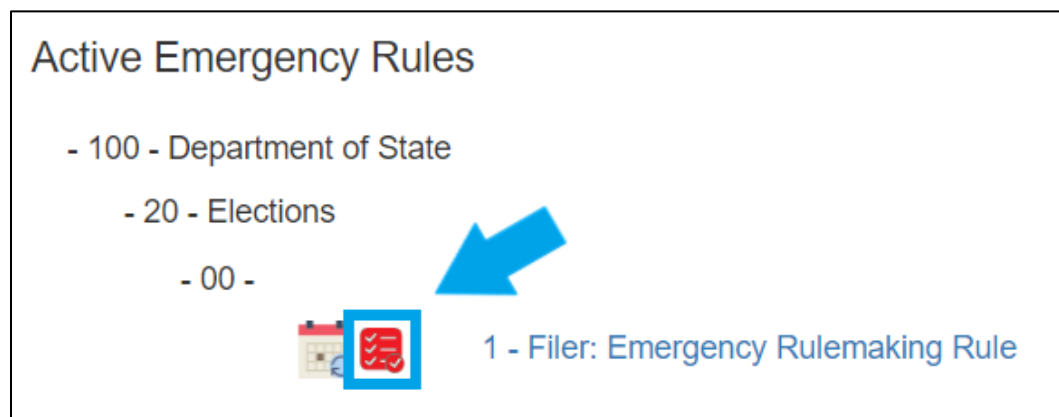 Active Emergency Rules
- 100 - Department of State
- 20 - Elections
- 00 -
1 - Filer: Emergency Rulemaking Rule